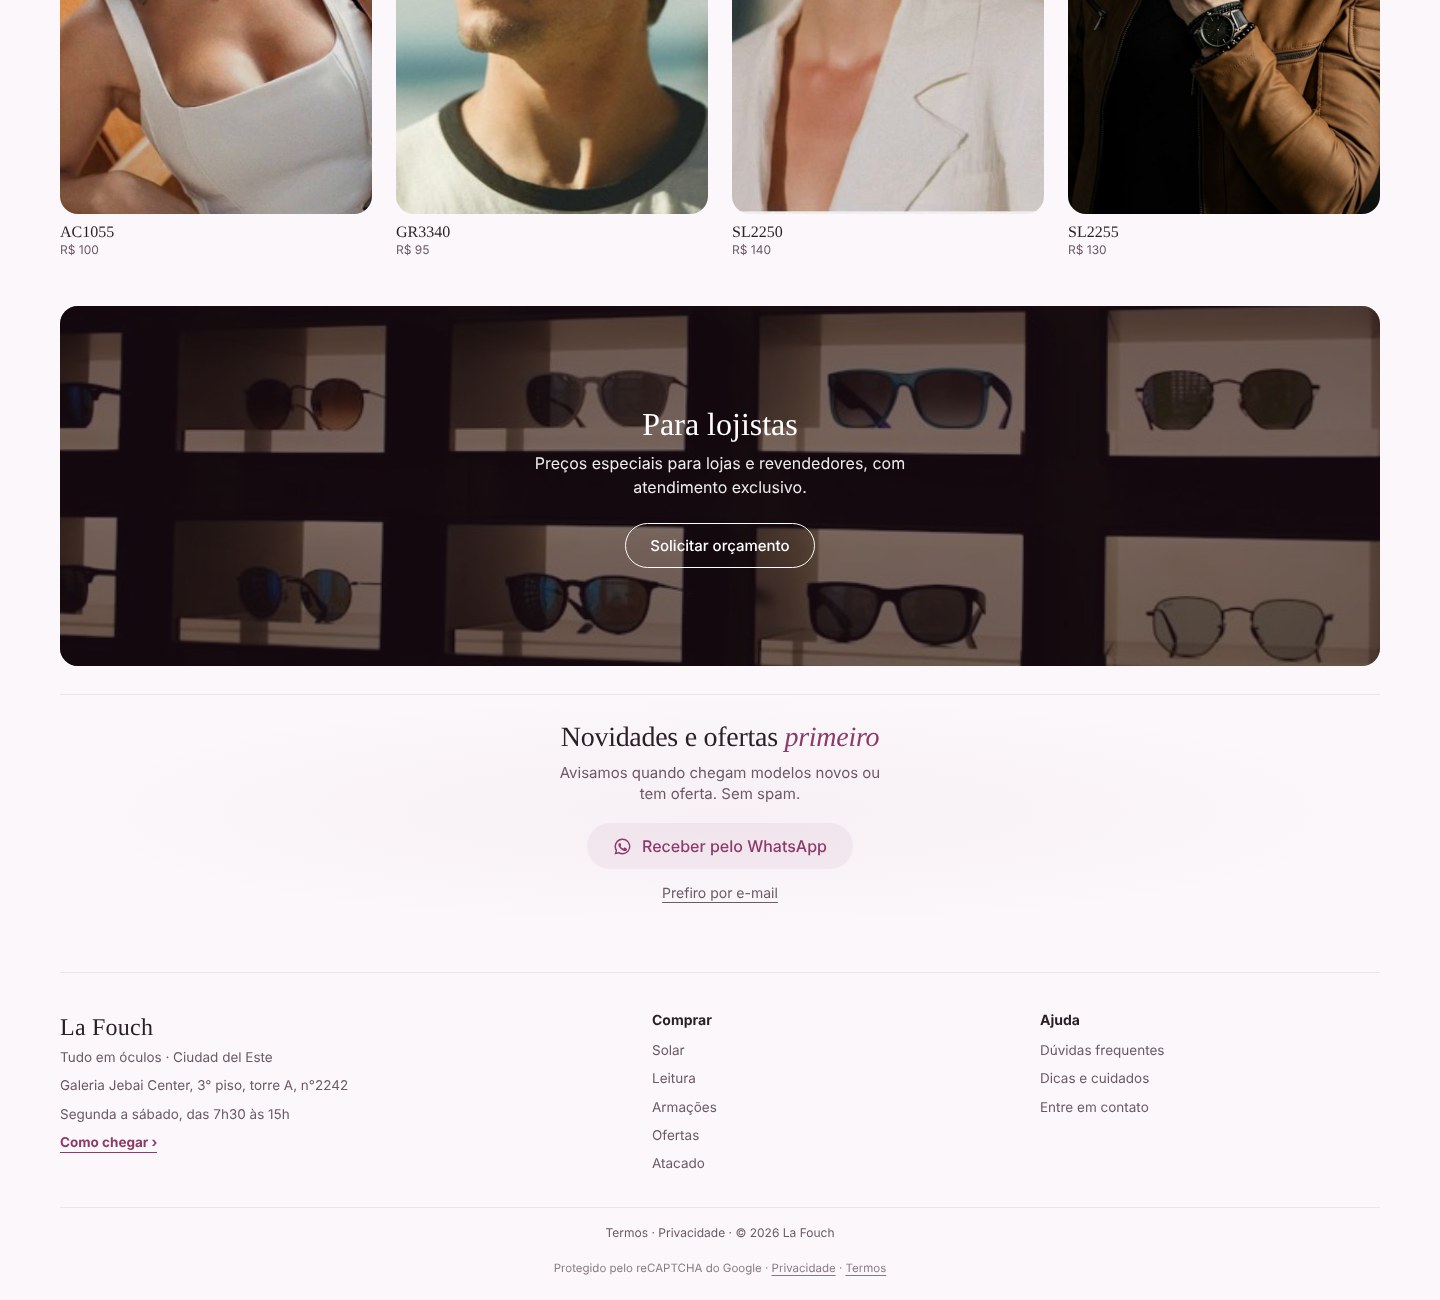 AC1055
R$ 100
GR3340
R$ 95
SL2250
R$ 140
SL2255
R$ 130
Para lojistas
Preços especiais para lojas e revendedores, com
atendimento exclusivo.
Solicitar orçamento
Novidades e ofertas primeiro
Avisamos quando chegam modelos novos ou
tem oferta. Sem spam.
Receber pelo WhatsApp
Prefiro por e-mail
La Fouch
Tudo em óculos · Ciudad del Este
Galeria Jebai Center, 3° piso, torre A, n°2242
Segunda a sábado, das 7h30 às 15h
Como chegar ›
Comprar
Solar
Leitura
Armações
Ofertas
Atacado
Ajuda
Dúvidas frequentes
Dicas e cuidados
Entre em contato
Termos · Privacidade · © 2026 La Fouch
Protegido pelo reCAPTCHA do Google · Privacidade · Termos